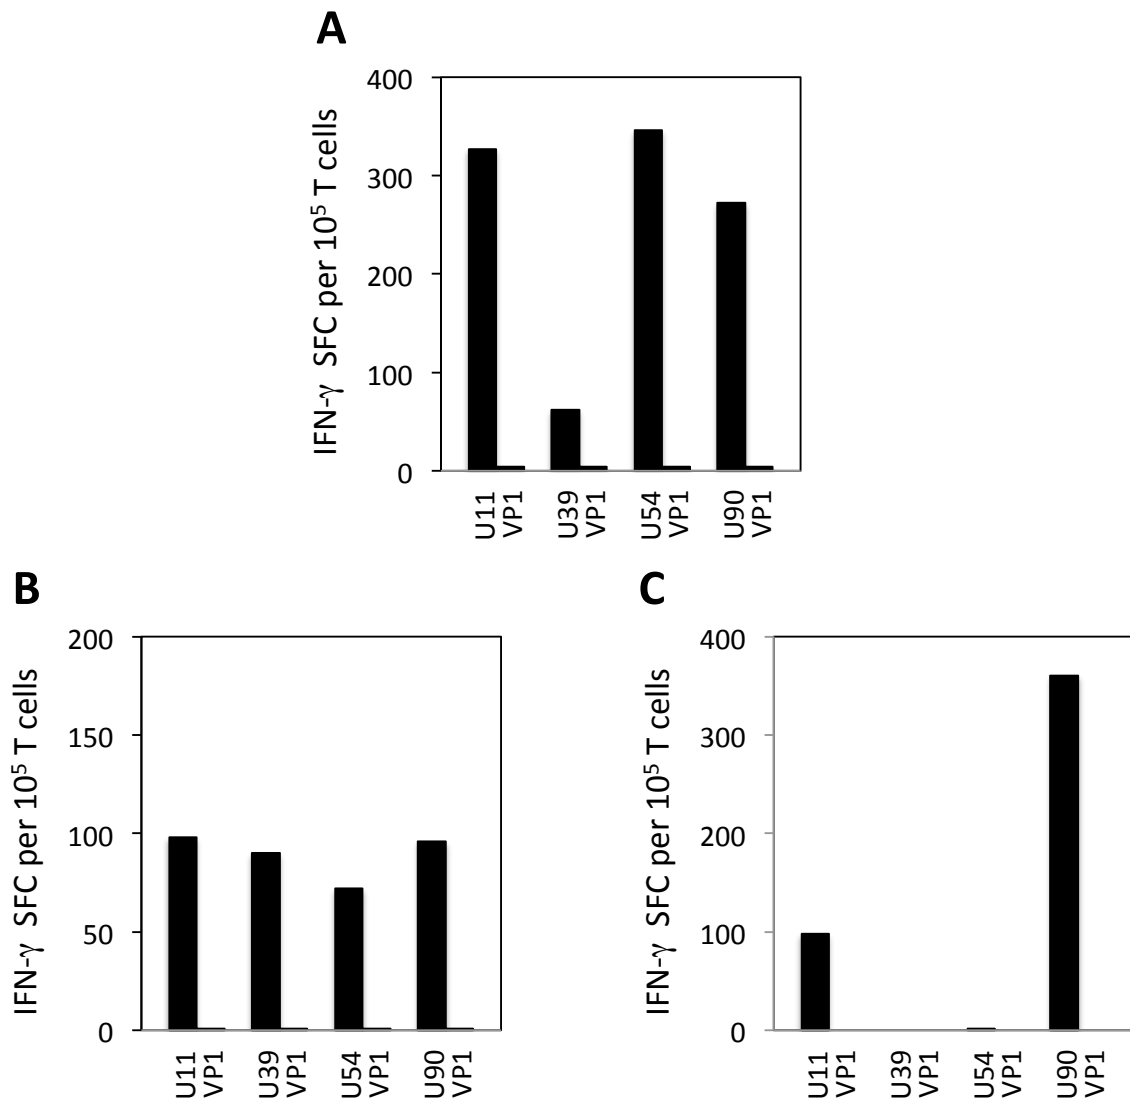 A
IFN-γ SFC per 10⁵ T cells
400
300
200
100
0
U11
VP1
U39
VP1
U54
VP1
U90
VP1
B
IFN-γ SFC per 10⁵ T cells
200
150
100
50
0
U11
VP1
U39
VP1
U54
VP1
U90
VP1
C
IFN-γ SFC per 10⁵ T cells
400
300
200
100
0
U11
VP1
U39
VP1
U54
VP1
U90
VP1